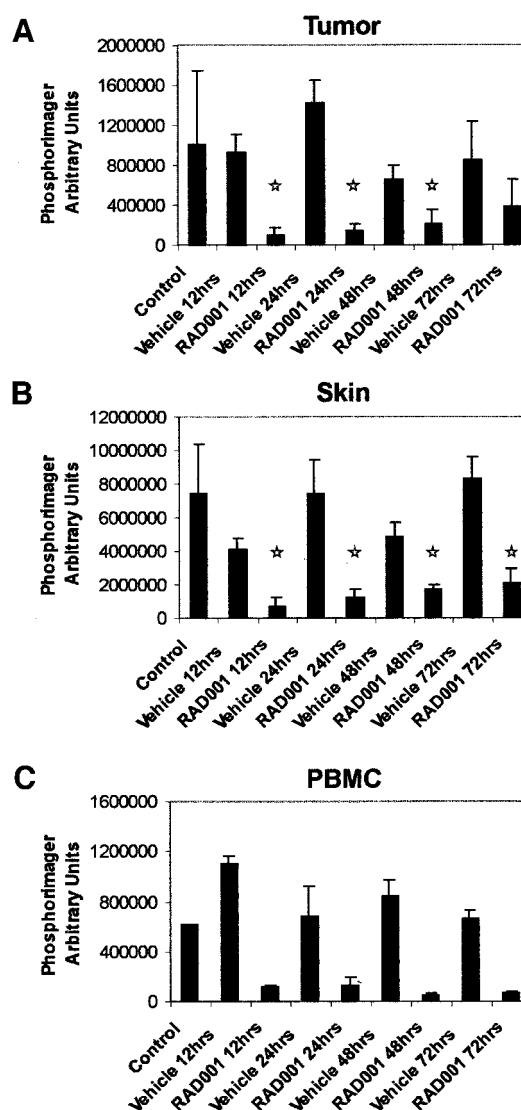 A
Tumor
Phosphorimager
Arbitrary Units
2000000
1600000
1200000
800000
400000
0
Control
Vehicle 12hrs
RAD001 12hrs
Vehicle 24hrs
RAD001 24hrs
Vehicle 48hrs
RAD001 48hrs
Vehicle 72hrs
RAD001 72hrs
B
Skin
Phosphorimager
Arbitrary Units
12000000
10000000
8000000
6000000
4000000
2000000
0
Control
Vehicle 12hrs
RAD001 12hrs
Vehicle 24hrs
RAD001 24hrs
Vehicle 48hrs
RAD001 48hrs
Vehicle 72hrs
RAD001 72hrs
C
PBMC
Phosphorimager
Arbitrary Units
1600000
1200000
800000
400000
0
Control
Vehicle 12hrs
RAD001 12hrs
Vehicle 24hrs
RAD001 24hrs
Vehicle 48hrs
RAD001 48hrs
Vehicle 72hrs
RAD001 72hrs